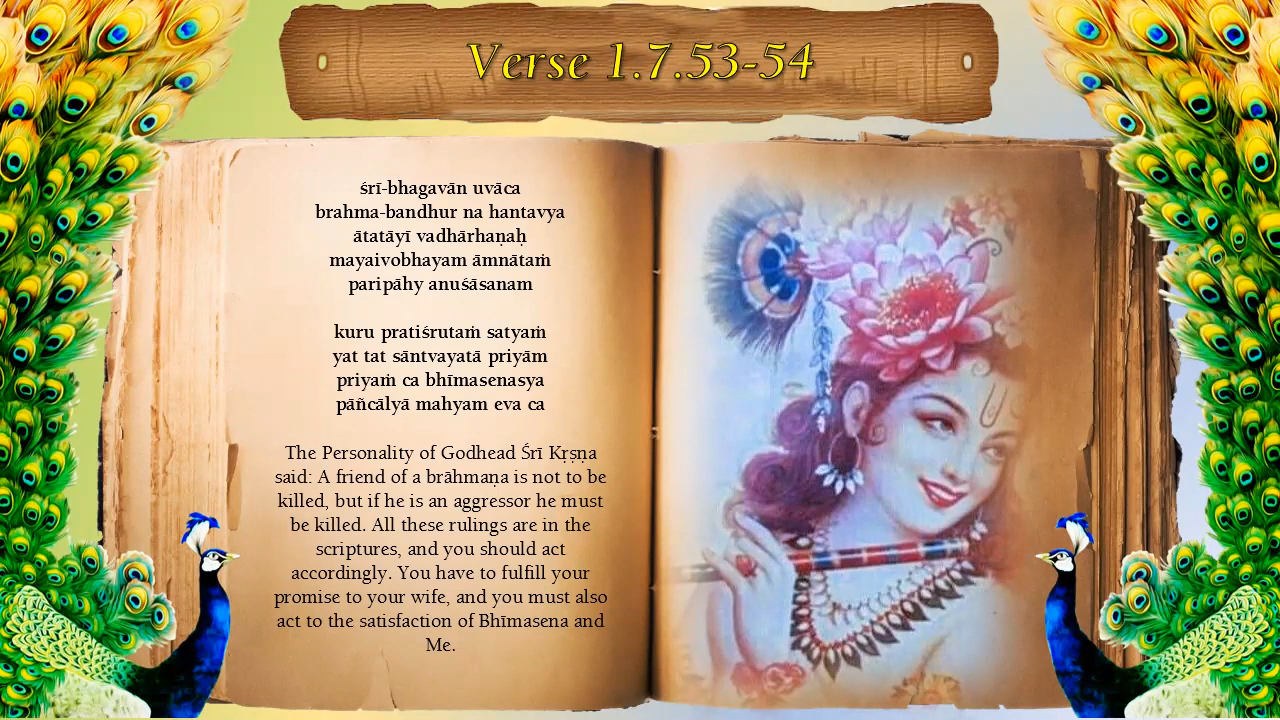 Verse 1.7.53-54
śrī-bhagavān uvāca
brahma-bandhur na hantavya
ātatāyī vadhārhaṇaḥ
mayaivobhayam āmnātaṁ
paripāhy anuśāsanam
kuru pratiśrutaṁ satyaṁ
yat tat sāntvayatā priyām
priyaṁ ca bhīmasenasya
pāñcālyā mahyam eva ca
The Personality of Godhead Śrī Kṛṣṇa
said: A friend of a brāhmaṇa is not to be
killed, but if he is an aggressor he must
be killed. All these rulings are in the
scriptures, and you should act
accordingly. You have to fulfill your
promise to your wife, and you must also
act to the satisfaction of Bhīmasena and
Me.